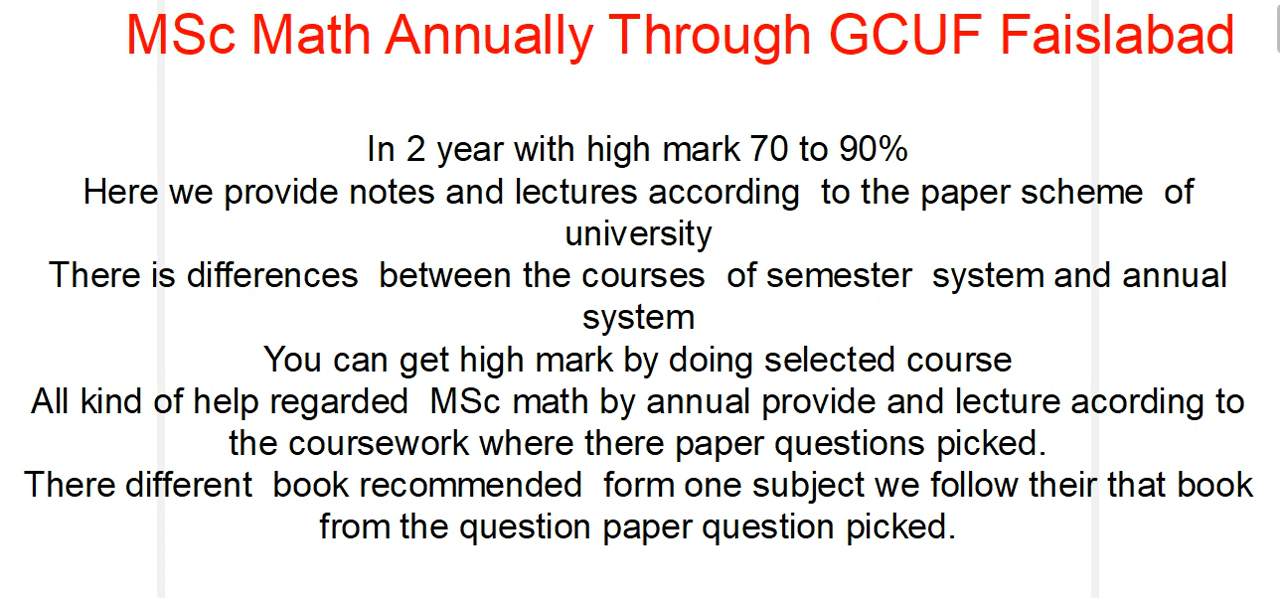 MSc Math Annually Through GCUF Faislabad
In 2 year with high mark 70 to 90%
Here we provide notes and lectures according to the paper scheme of
university
There is differences between the courses of semester system and annual
system
You can get high mark by doing selected course
All kind of help regarded MSc math by annual provide and lecture acording to
the coursework where there paper questions picked.
There different book recommended form one subject we follow their that book
from the question paper question picked.